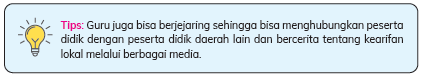 Tips: Guru juga bisa berjejaring sehingga bisa menghubungkan peserta
didik dengan peserta didik daerah lain dan bercerita tentang kearifan
lokal melalui berbagai media.